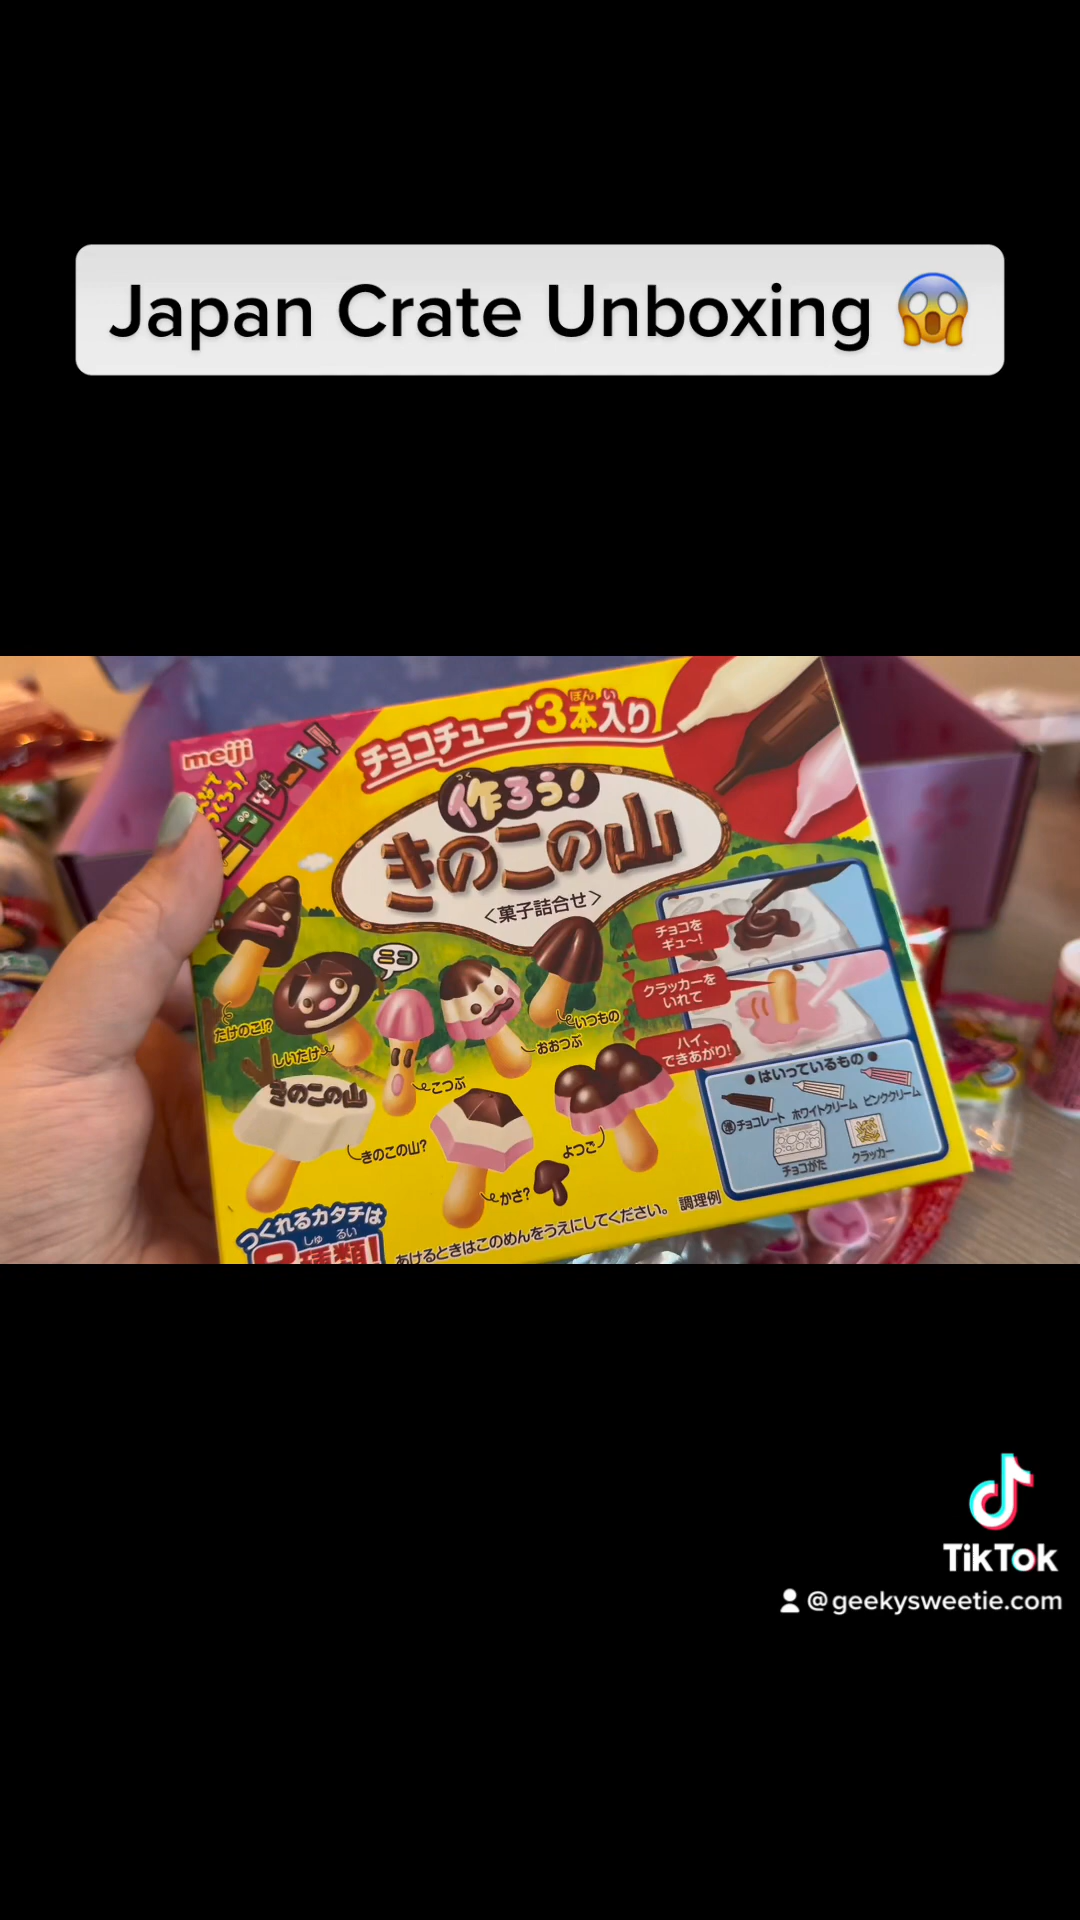 Japan Crate Unboxing 😱
meiji
チョコチューブ3本入り
ぽん い
つく
作ろう!
きのこの山
<菓子詰合せ>
チョコを
ギュ〜!
クラッカーを
いれて
ハイ、
できあがり!
ニコ
たけのこ!?
しいたけ
こつぶ
おおつぶ
いつもの
きのこの山
きのこの山?
かさ?
よつご
はいっているもの
チョコレート ホワイトクリーム ピンククリーム
チョコがた クラッカー
つくれるカタチは
しゅ るい
8種類!
あけるときはこのめんをうえにしてください。 調理例
TikTok
@geekysweetie.com